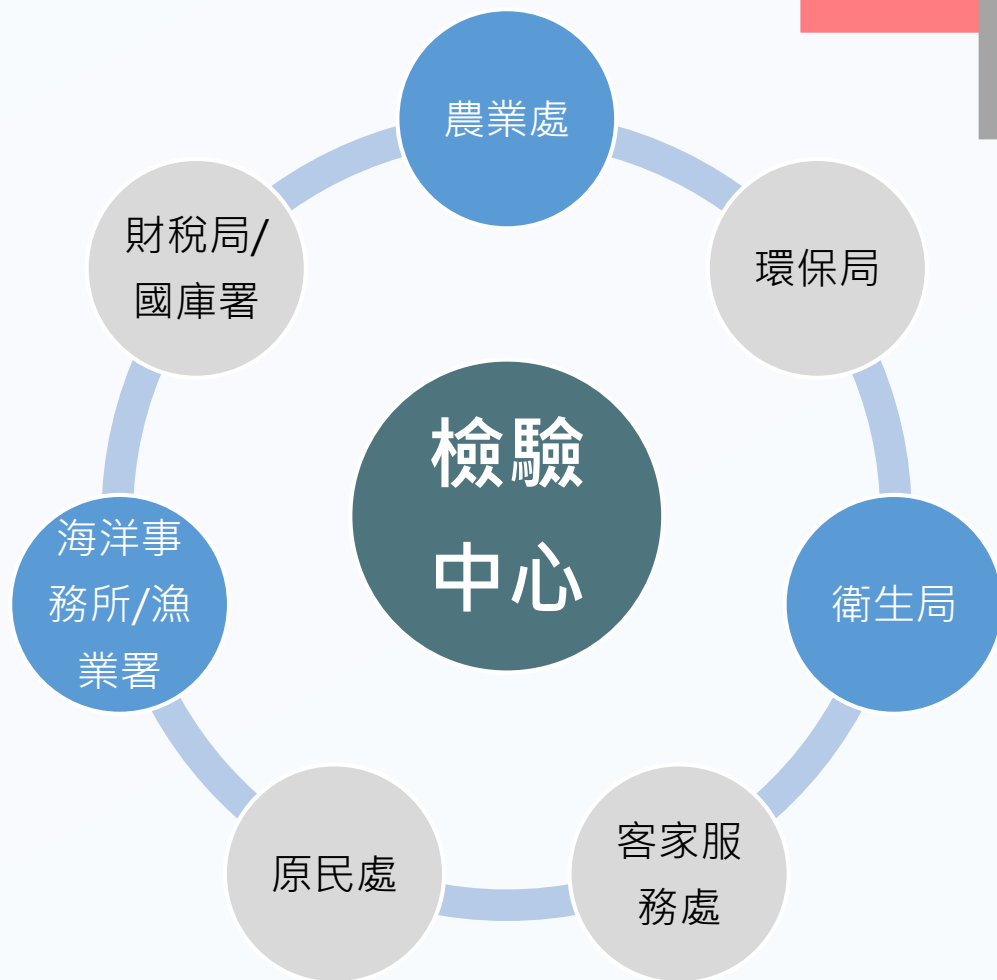 農業處
財稅局/
國庫署
環保局
檢驗
中心
海洋事
務所/漁
業署
衛生局
原民處
客家服
務處